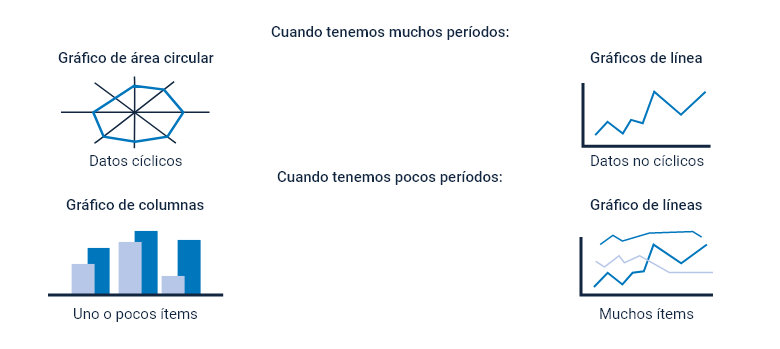 Cuando tenemos muchos períodos:
Gráfico de área circular
Gráficos de línea
Datos cíclicos
Datos no cíclicos
Cuando tenemos pocos períodos:
Gráfico de columnas
Gráfico de líneas
Uno o pocos ítems
Muchos ítems